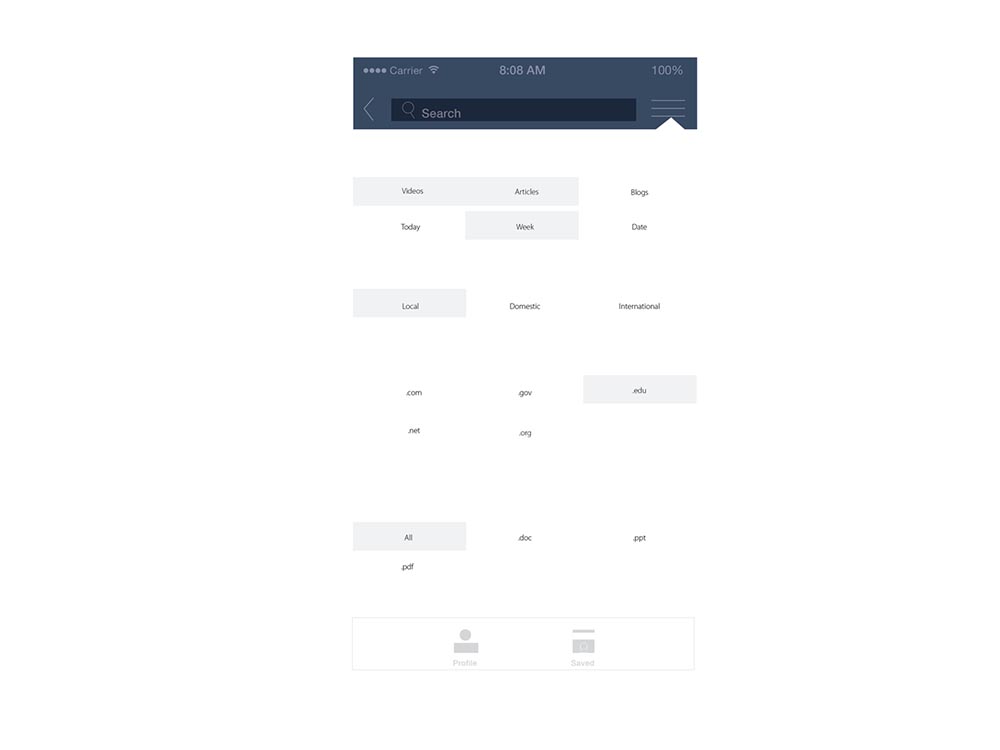 Carrier 8:08 AM 100%
Search
Videos Articles Blogs
Today Week Date
Local Domestic International
.com .gov .edu
.net .org
All .doc .ppt
.pdf
Profile Saved